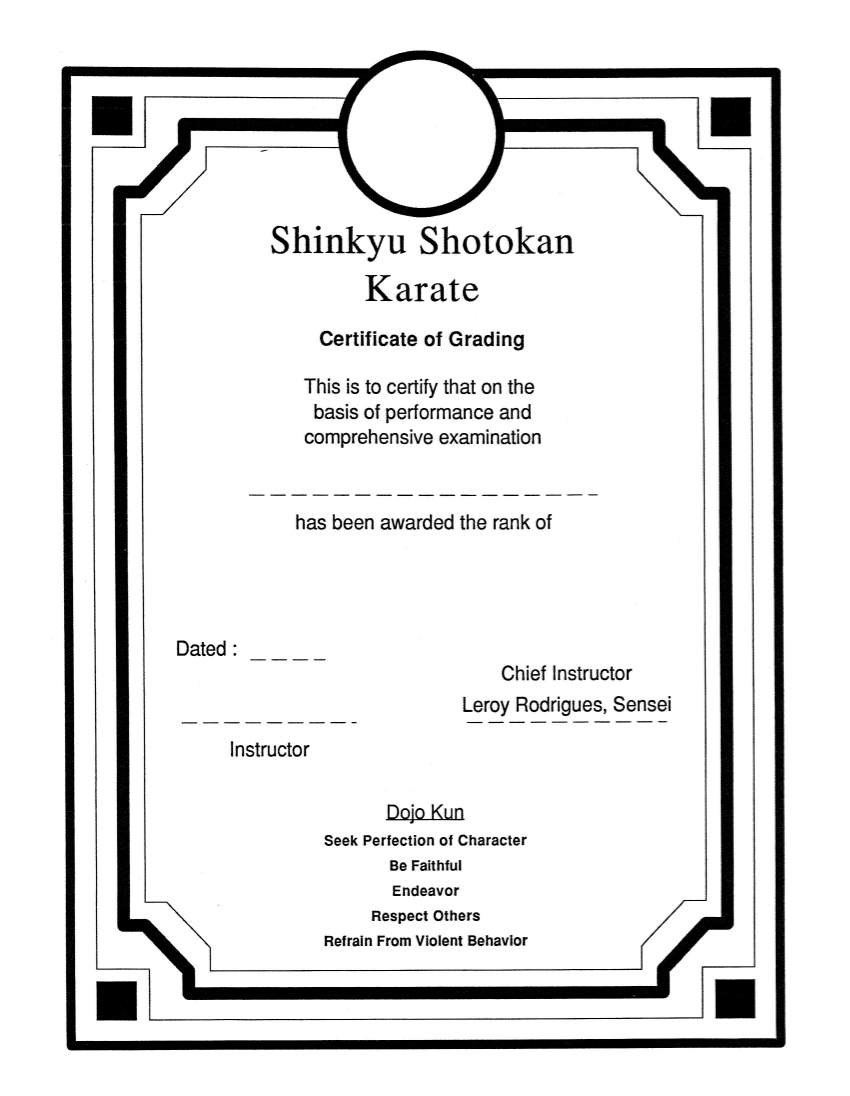 Shinkyu Shotokan
Karate
Certificate of Grading
This is to certify that on the
basis of performance and
comprehensive examination
has been awarded the rank of
Dated :
Chief Instructor
Leroy Rodrigues, Sensei
Instructor
Dojo Kun
Seek Perfection of Character
Be Faithful
Endeavor
Respect Others
Refrain From Violent Behavior